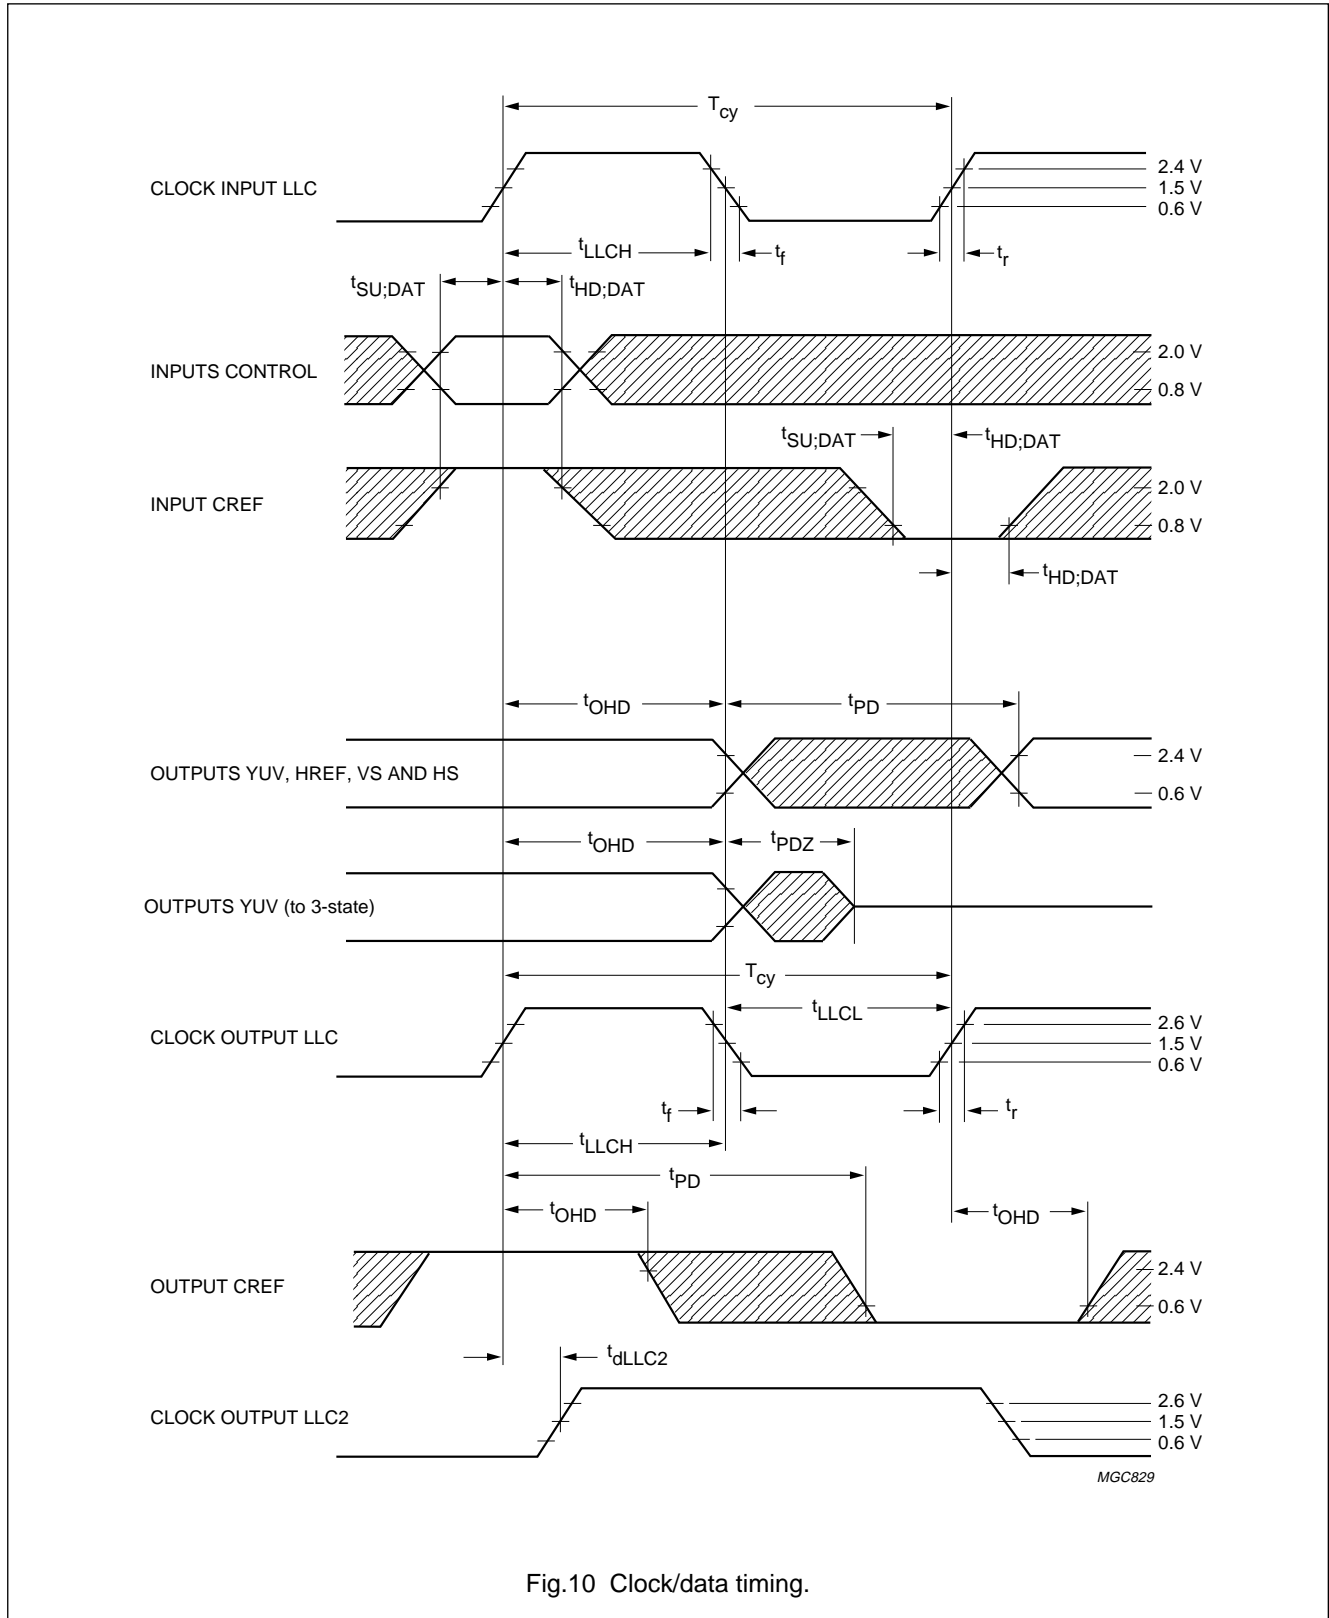 Tcy
CLOCK INPUT LLC
2.4 V
1.5 V
0.6 V
tLLCH
tf
tr
tSU;DAT
tHD;DAT
INPUTS CONTROL
2.0 V
0.8 V
tSU;DAT
tHD;DAT
INPUT CREF
2.0 V
0.8 V
tHD;DAT
tOHD
tPD
OUTPUTS YUV, HREF, VS AND HS
2.4 V
0.6 V
tOHD
tPDZ
OUTPUTS YUV (to 3-state)
Tcy
tLLCL
CLOCK OUTPUT LLC
2.6 V
1.5 V
0.6 V
tf
tr
tLLCH
tPD
tOHD
tOHD
OUTPUT CREF
2.4 V
0.6 V
tdLLC2
CLOCK OUTPUT LLC2
2.6 V
1.5 V
0.6 V
MGC829
Fig.10 Clock/data timing.